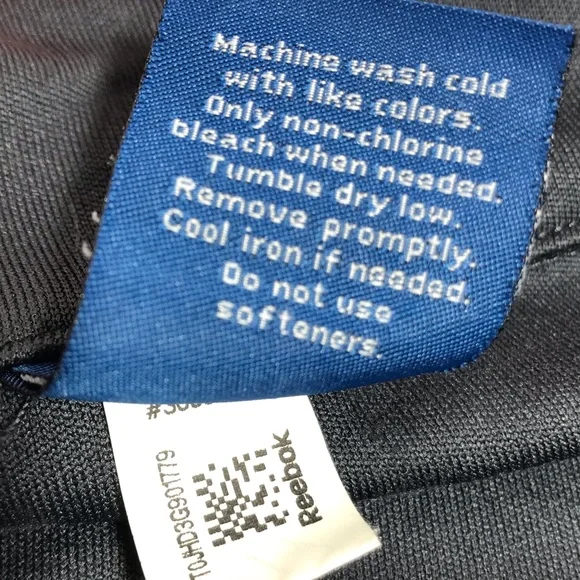 Machine wash cold
with like colors.
Only non-chlorine
bleach when needed.
Tumble dry low.
Remove promptly.
Cool iron if needed.
Do not use
softeners.
T0JHD3G901779
Reebok